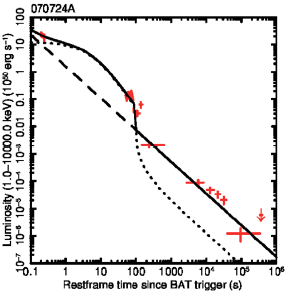 070724A
Luminosity (1.0–10000.0 keV) (10⁵⁰ erg s⁻¹)
100
10
1
0.1
0.01
10⁻³
10⁻⁴
10⁻⁵
10⁻⁶
10⁻⁷
0.1 1 10 100 1000 10⁴ 10⁵ 10⁶
Restframe time since BAT trigger (s)